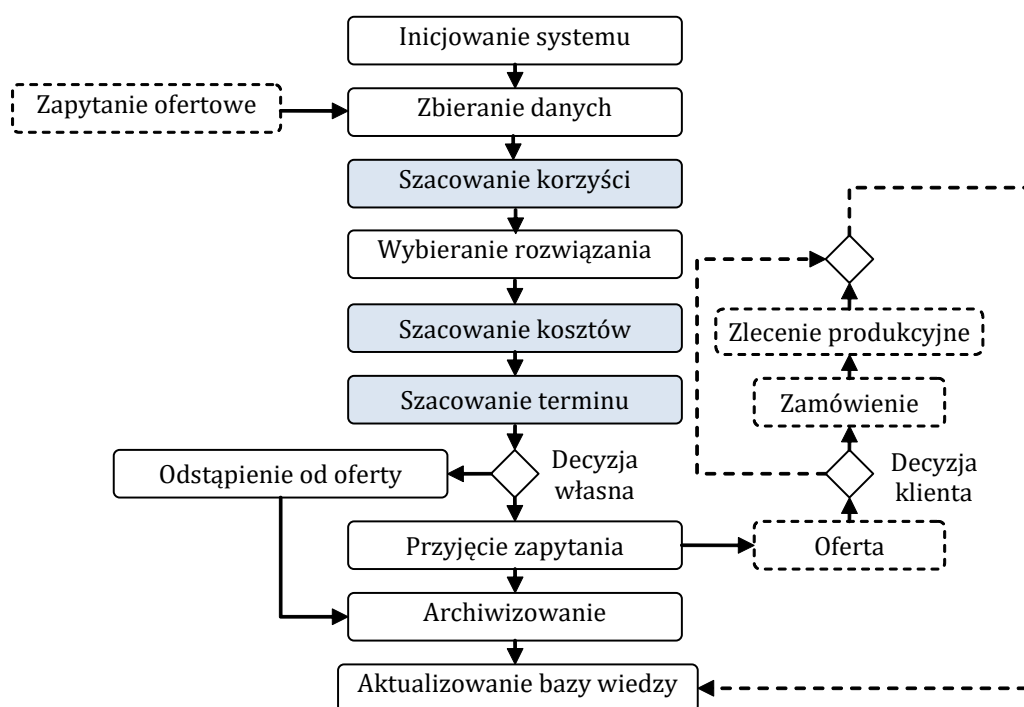 Inicjowanie systemu
Zapytanie ofertowe
Zbieranie danych
Szacowanie korzyści
Wybieranie rozwiązania
Szacowanie kosztów
Zlecenie produkcyjne
Szacowanie terminu
Zamówienie
Odstąpienie od oferty
Decyzja
własna
Decyzja
klienta
Przyjęcie zapytania
Oferta
Archiwizowanie
Aktualizowanie bazy wiedzy